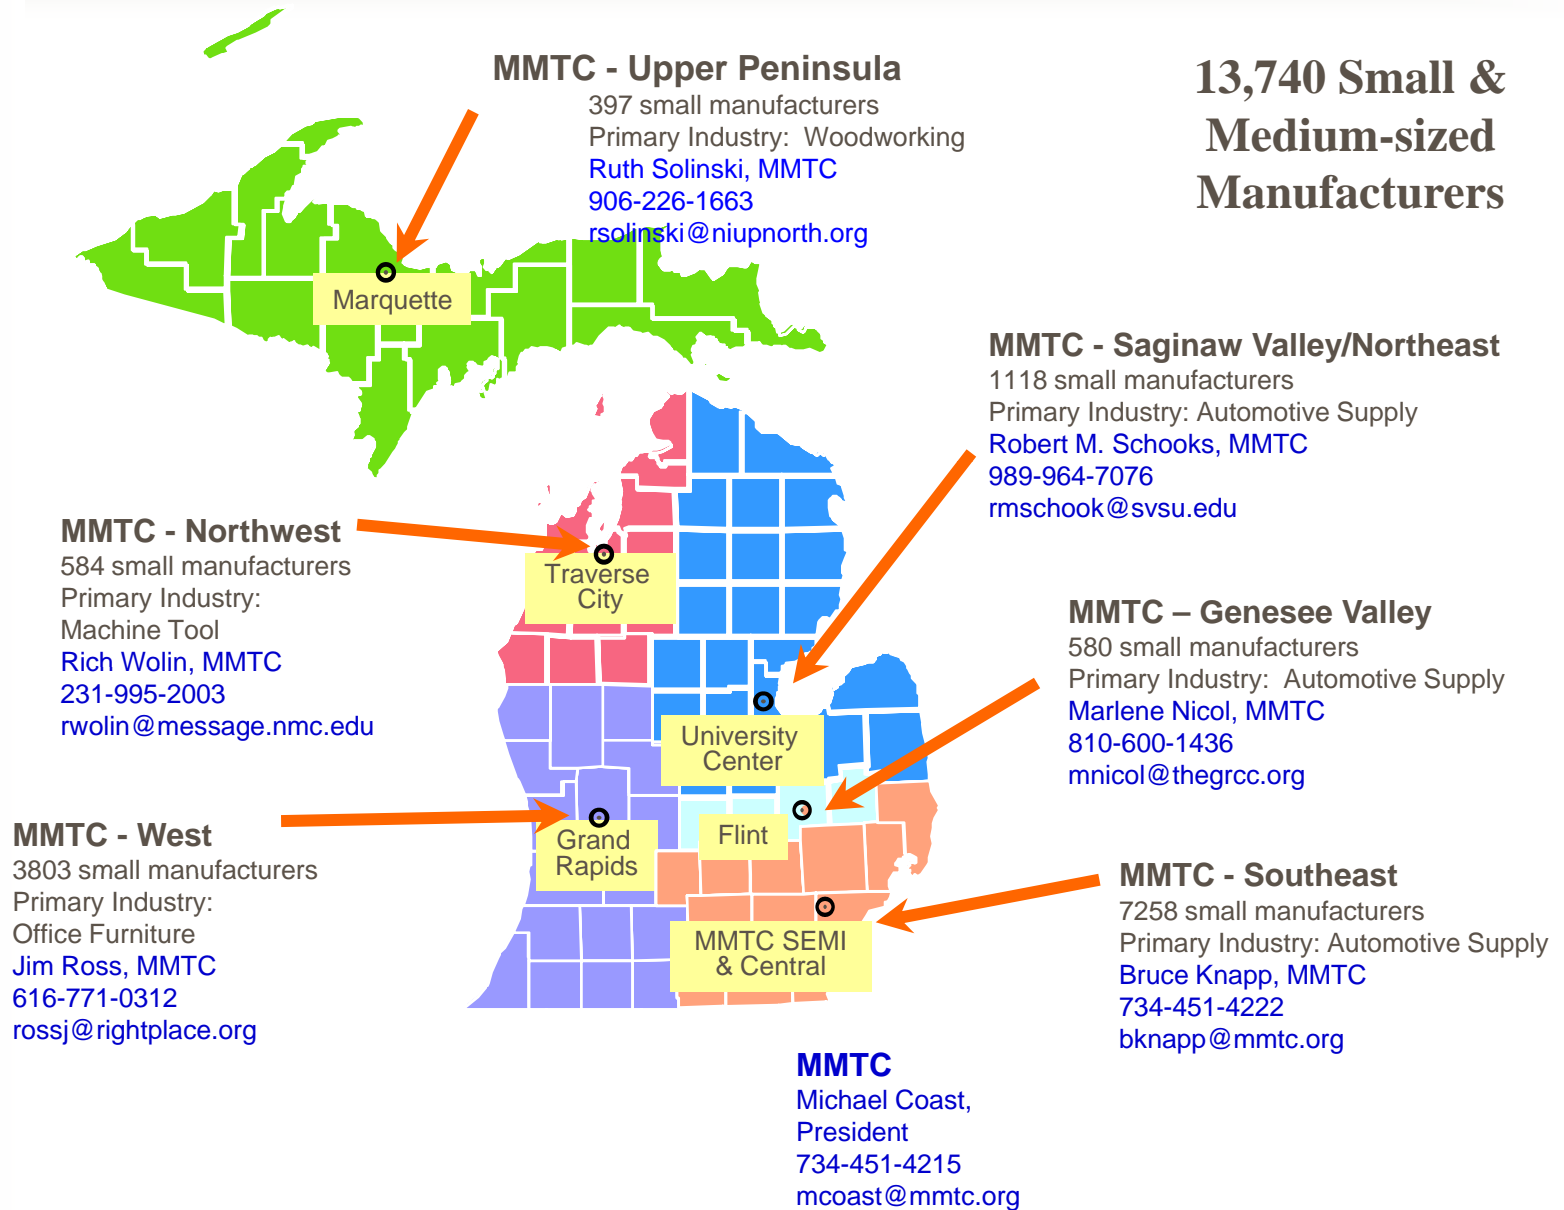 MMTC - Upper Peninsula
397 small manufacturers
Primary Industry:  Woodworking
Ruth Solinski, MMTC
906-226-1663
rsolinski@niupnorth.org
13,740 Small &
Medium-sized
Manufacturers
Marquette
MMTC - Saginaw Valley/Northeast
1118 small manufacturers
Primary Industry: Automotive Supply
Robert M. Schooks, MMTC
989-964-7076
rmschook@svsu.edu
MMTC - Northwest
584 small manufacturers
Primary Industry:
Machine Tool
Rich Wolin, MMTC
231-995-2003
rwolin@message.nmc.edu
Traverse
City
MMTC – Genesee Valley
580 small manufacturers
Primary Industry:  Automotive Supply
Marlene Nicol, MMTC
810-600-1436
mnicol@thegrcc.org
University
Center
MMTC - West
3803 small manufacturers
Primary Industry:
Office Furniture
Jim Ross, MMTC
616-771-0312
rossj@rightplace.org
Grand
Rapids
Flint
MMTC - Southeast
7258 small manufacturers
Primary Industry: Automotive Supply
Bruce Knapp, MMTC
734-451-4222
bknapp@mmtc.org
MMTC SEMI
& Central
MMTC
Michael Coast,
President
734-451-4215
mcoast@mmtc.org